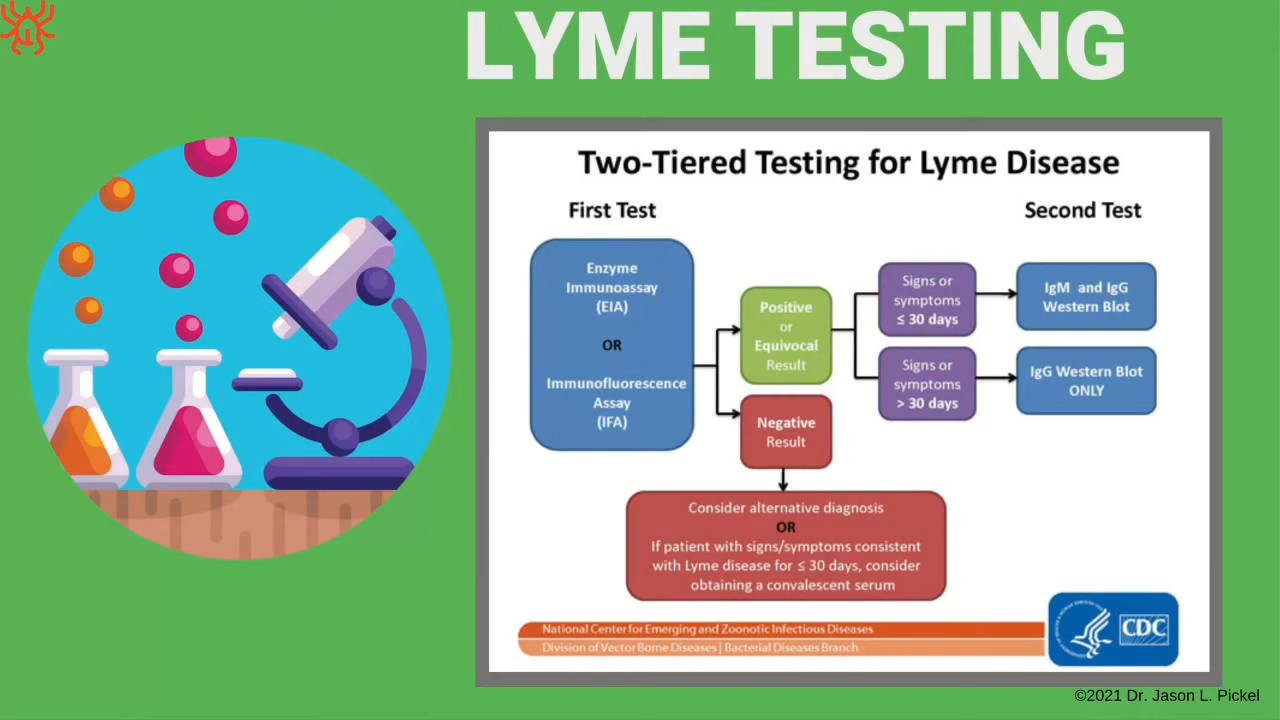 LYME TESTING
Two-Tiered Testing for Lyme Disease
First Test
Second Test
Enzyme
Immunoassay
(EIA)
OR
Immunofluorescence
Assay
(IFA)
Positive
or
Equivocal
Result
Negative
Result
Signs or
symptoms
≤ 30 days
Signs or
symptoms
> 30 days
IgM and IgG
Western Blot
IgG Western Blot
ONLY
Consider alternative diagnosis
OR
If patient with signs/symptoms consistent
with Lyme disease for ≤ 30 days, consider
obtaining a convalescent serum
National Center for Emerging and Zoonotic Infectious Diseases
Division of Vector Borne Diseases | Bacterial Diseases Branch
CDC
©2021 Dr. Jason L. Pickel